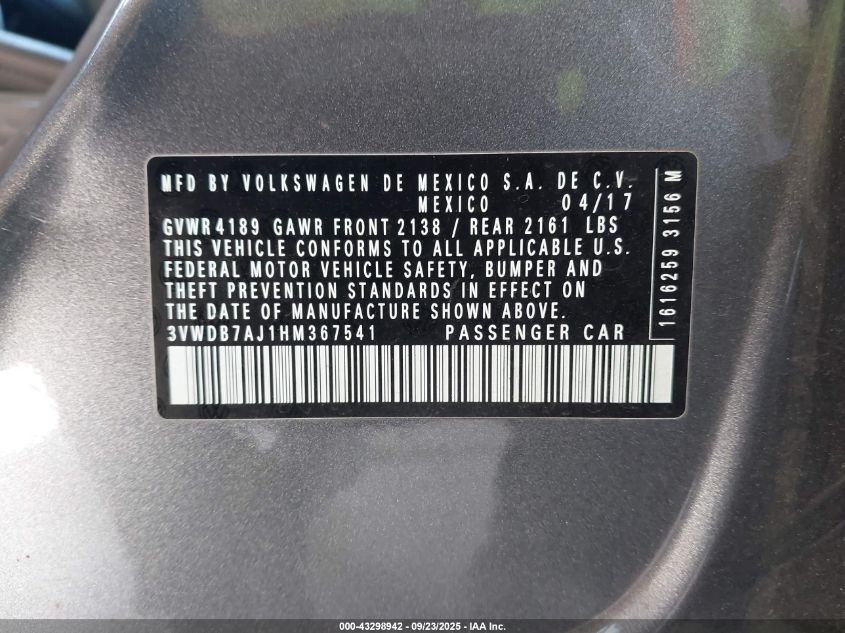 MFD BY VOLKSWAGEN DE MEXICO S.A. DE C.V.
MEXICO 04/17
GVWR4189 GAWR FRONT 2138 / REAR 2161 LBS
THIS VEHICLE CONFORMS TO ALL APPLICABLE U.S.
FEDERAL MOTOR VEHICLE SAFETY, BUMPER AND
THEFT PREVENTION STANDARDS IN EFFECT ON
THE DATE OF MANUFACTURE SHOWN ABOVE.
3VWDB7AJ1HM367541 PASSENGER CAR
1616259 3156 M
000-43298942 - 09/23/2025 - IAA Inc.